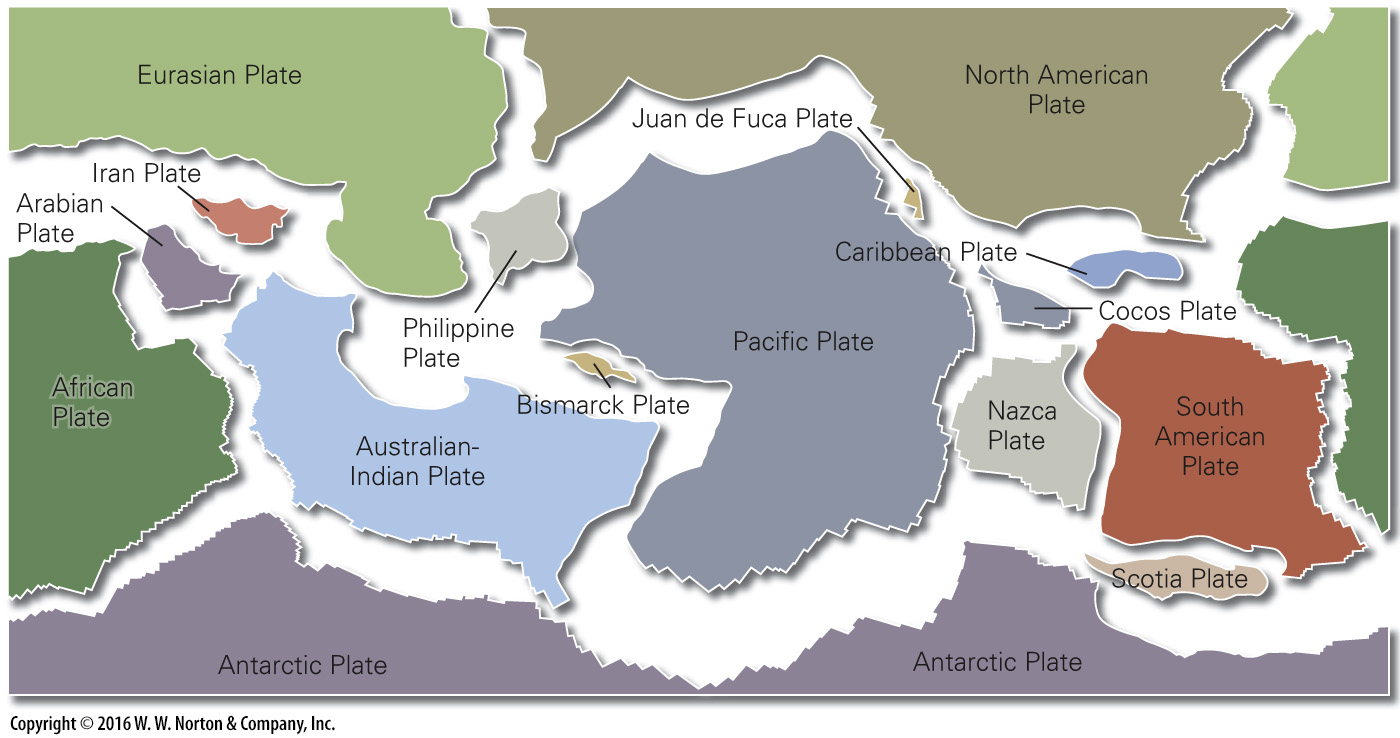 Eurasian Plate
North American
Plate
Juan de Fuca Plate
Iran Plate
Arabian
Plate
Caribbean Plate
Cocos Plate
Philippine
Plate
Pacific Plate
African
Plate
Bismarck Plate
Nazca
Plate
South
American
Plate
Australian-
Indian Plate
Scotia Plate
Antarctic Plate
Antarctic Plate
Copyright © 2016 W. W. Norton & Company, Inc.